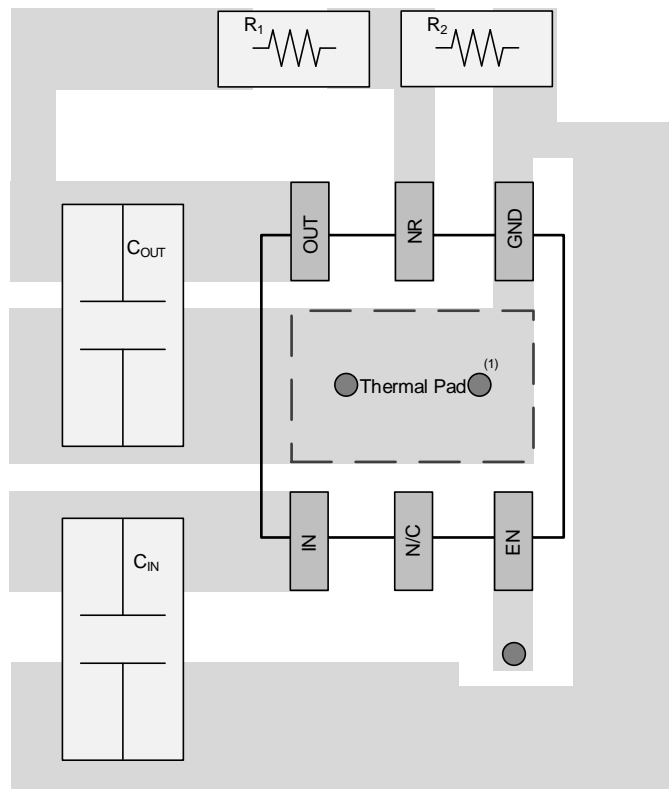 R1
R2
OUT
NR
GND
COUT
(1)
Thermal Pad
IN
N/C
EN
CIN